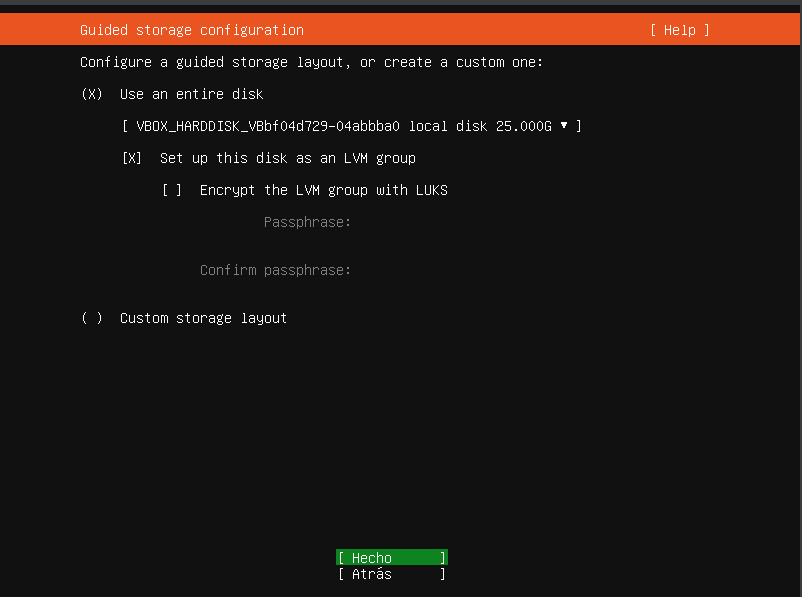 Guided storage configuration [ Help ]
Configure a guided storage layout, or create a custom one:
(X) Use an entire disk
[ VBOX_HARDDISK_VBbf04d729-04abbba0 local disk 25.000G ▾ ]
[X] Set up this disk as an LVM group
[ ] Encrypt the LVM group with LUKS
Passphrase:
Confirm passphrase:
( ) Custom storage layout
[ Hecho ]
[ Atrás ]